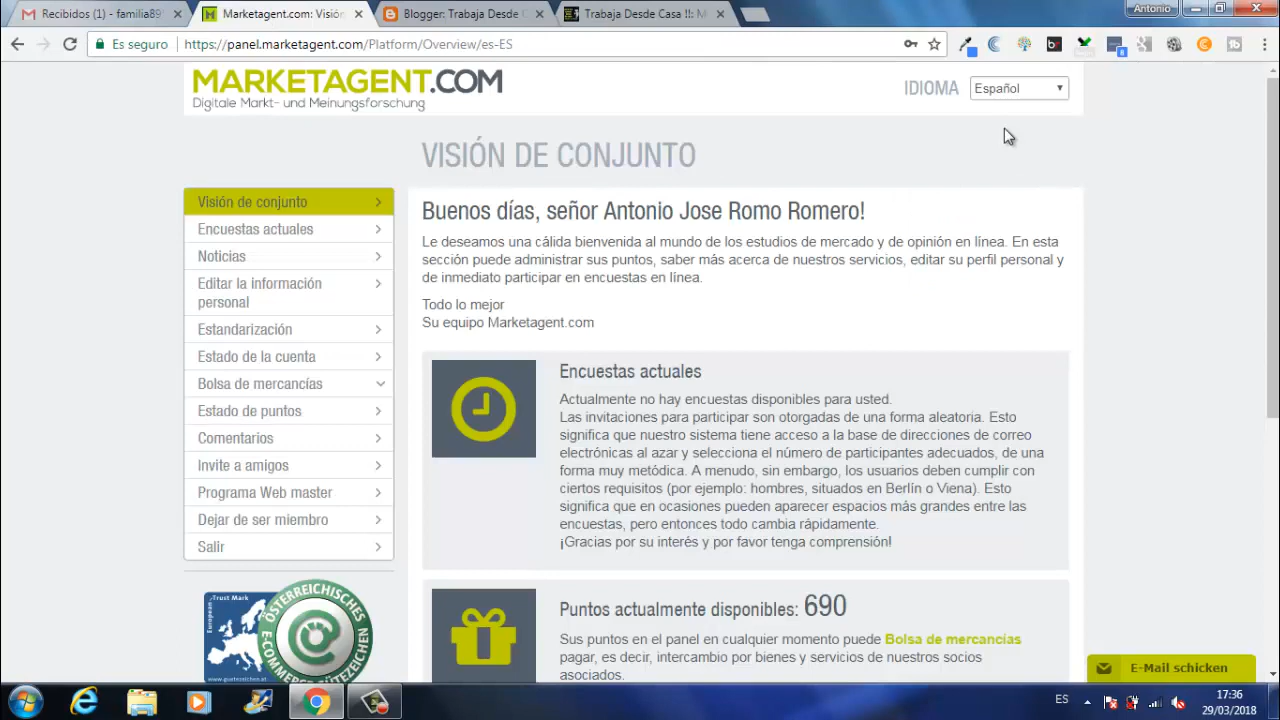 Recibidos (1) - familia89
Marketagent.com: Visión
Blogger: Trabaja Desde C
Trabaja Desde Casa !!: M
Antonio
Es seguro
https://panel.marketagent.com/Platform/Overview/es-ES
MARKETAGENT.COM
Digitale Markt- und Meinungsforschung
IDIOMA
Español
VISIÓN DE CONJUNTO
Visión de conjunto
Encuestas actuales
Noticias
Editar la información
personal
Estandarización
Estado de la cuenta
Bolsa de mercancías
Estado de puntos
Comentarios
Invite a amigos
Programa Web master
Dejar de ser miembro
Salir
European
Trust Mark
ÖSTERREICHISCHES
E-COMMERCE GÜTEZEICHEN
www.guetezeichen.at
Buenos días, señor Antonio Jose Romo Romero!
Le deseamos una cálida bienvenida al mundo de los estudios de mercado y de opinión en línea. En esta
sección puede administrar sus puntos, saber más acerca de nuestros servicios, editar su perfil personal y
de inmediato participar en encuestas en línea.
Todo lo mejor
Su equipo Marketagent.com
Encuestas actuales
Actualmente no hay encuestas disponibles para usted.
Las invitaciones para participar son otorgadas de una forma aleatoria. Esto
significa que nuestro sistema tiene acceso a la base de direcciones de correo
electrónicas al azar y selecciona el número de participantes adecuados, de una
forma muy metódica. A menudo, sin embargo, los usuarios deben cumplir con
ciertos requisitos (por ejemplo: hombres, situados en Berlín o Viena). Esto
significa que en ocasiones pueden aparecer espacios más grandes entre las
encuestas, pero entonces todo cambia rápidamente.
¡Gracias por su interés y por favor tenga comprensión!
Puntos actualmente disponibles: 690
Sus puntos en el panel en cualquier momento puede Bolsa de mercancías
pagar, es decir, intercambio por bienes y servicios de nuestros socios
asociados.
E-Mail schicken
ES
17:36
29/03/2018